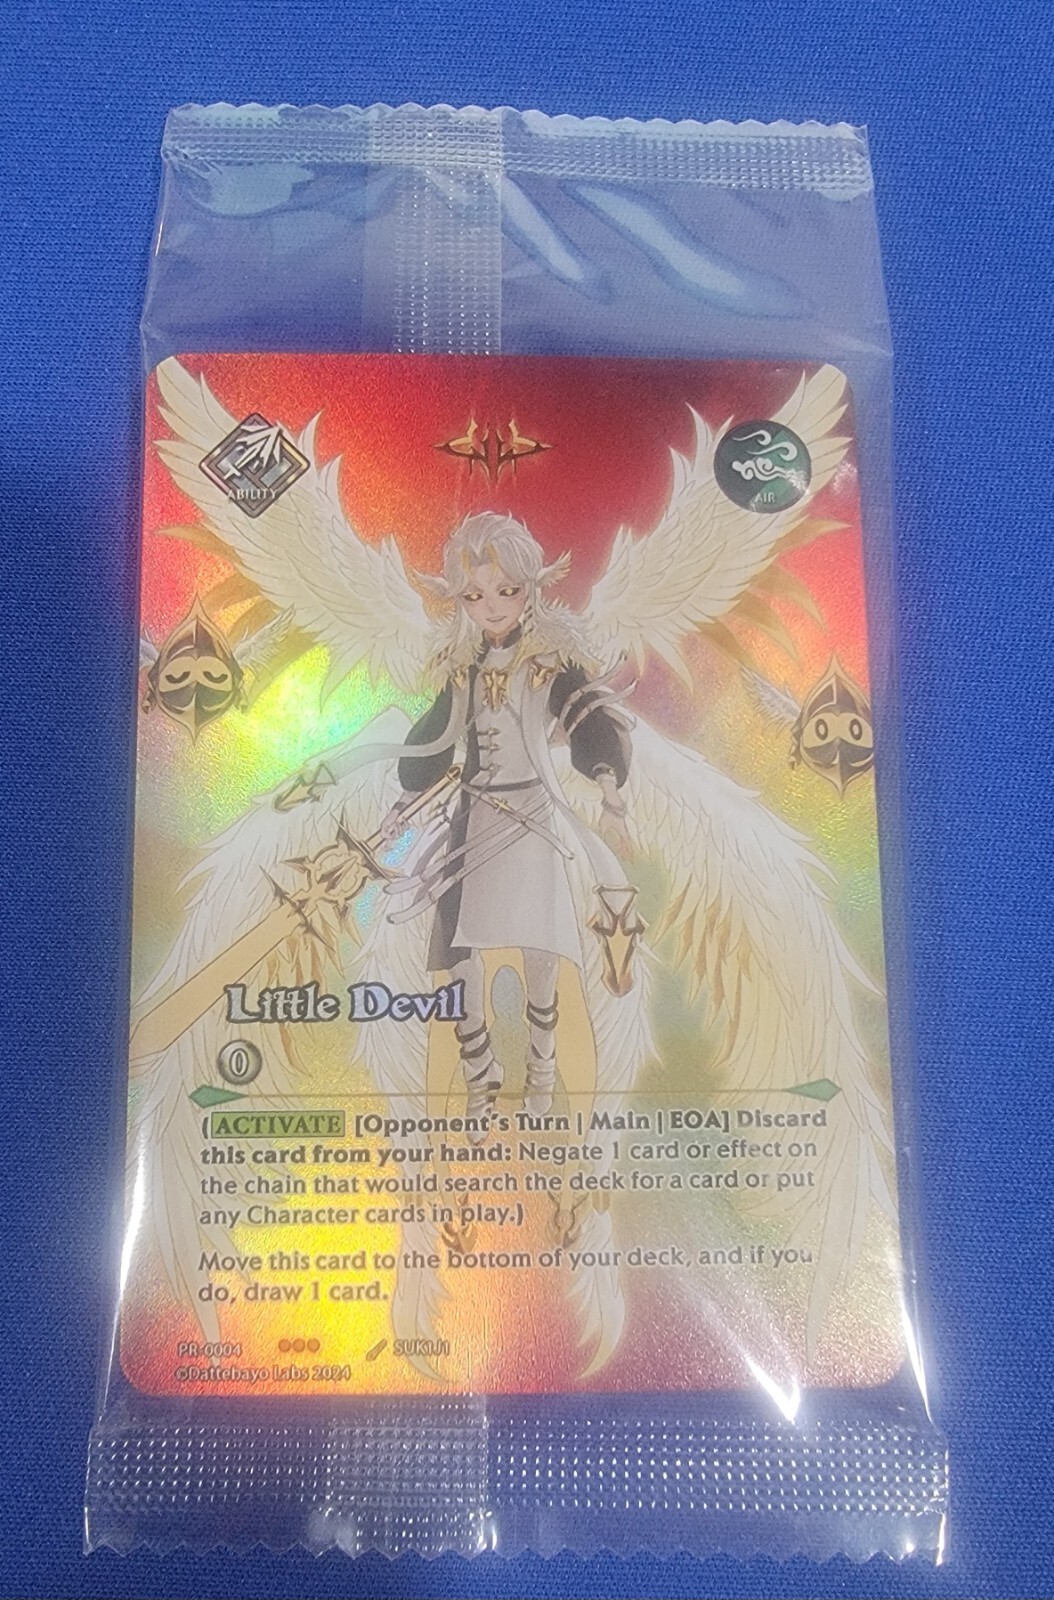 ABILITY
AIR
Little Devil
0
(ACTIVATE [Opponent's Turn | Main | EOA] Discard
this card from your hand: Negate 1 card or effect on
the chain that would search the deck for a card or put
any Character cards in play.)
Move this card to the bottom of your deck, and if you
do, draw 1 card.
PR-0004 SUK1J1
©Dattebayo Labs 2024